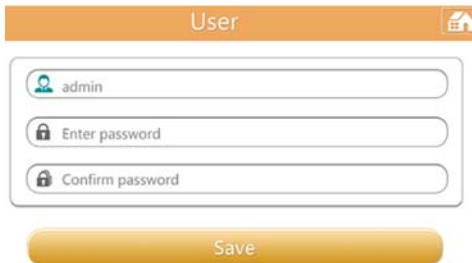 User
admin
Enter password
Confirm password
Save